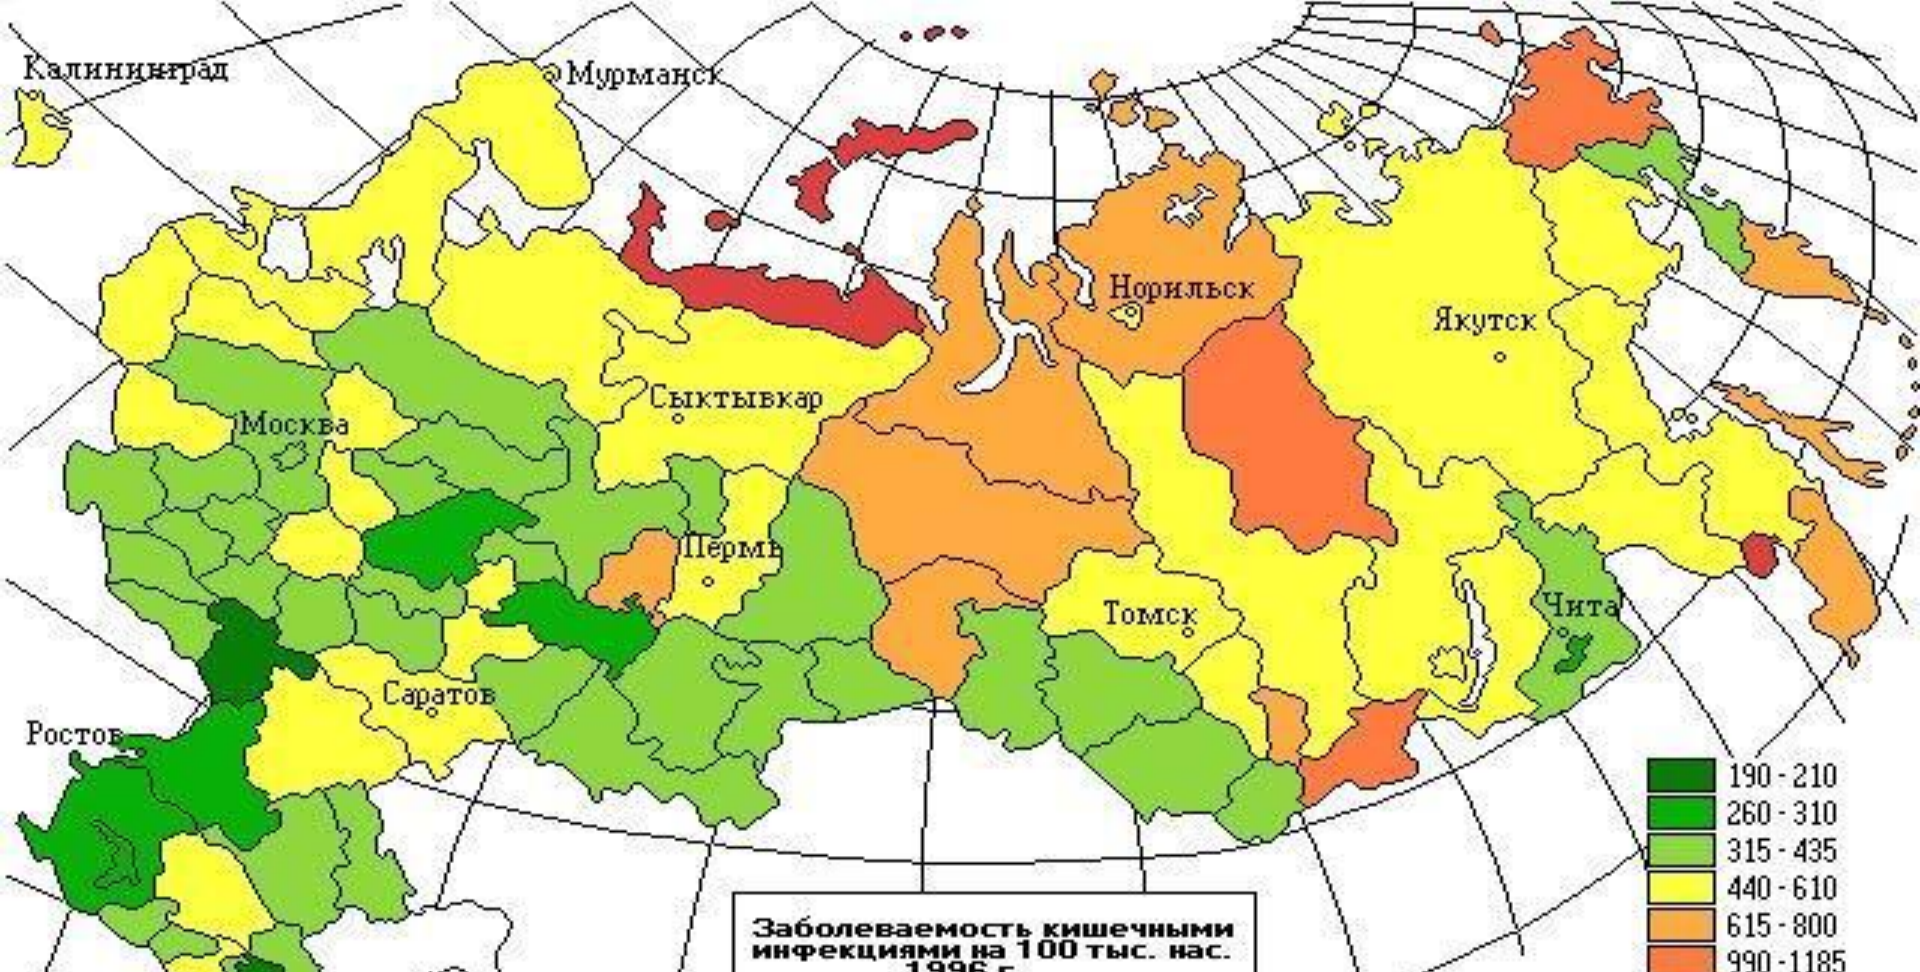 Калининград
Мурманск
Норильск
Якутск
Сыктывкар
Москва
Пермь
Чита
Томск
Саратов
Ростов
190 - 210
260 - 310
315 - 435
440 - 610
615 - 800
990 - 1185
Заболеваемость кишечными
инфекциями на 100 тыс. нас.
1996 г.